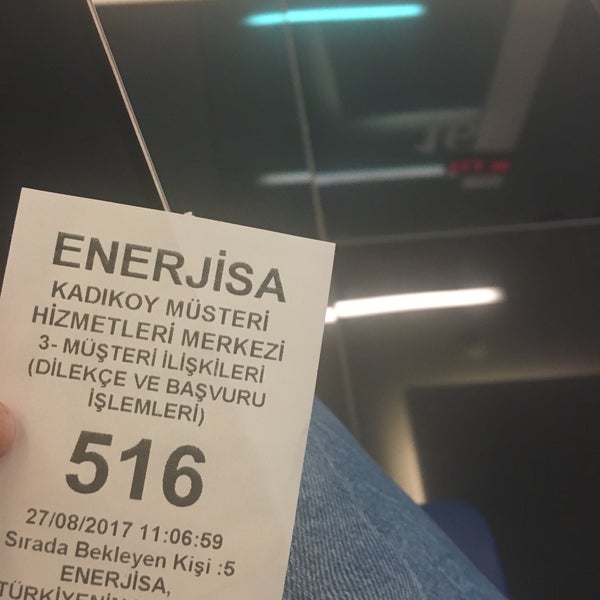 ENERJİSA
KADIKOY MÜSTERİ
HİZMETLERİ MERKEZİ
3- MÜŞTERİ İLİŞKİLERİ
(DİLEKÇE VE BAŞVURU
İŞLEMLERİ)
516
27/08/2017 11:06:59
Sırada Bekleyen Kişi :5
ENERJİSA,